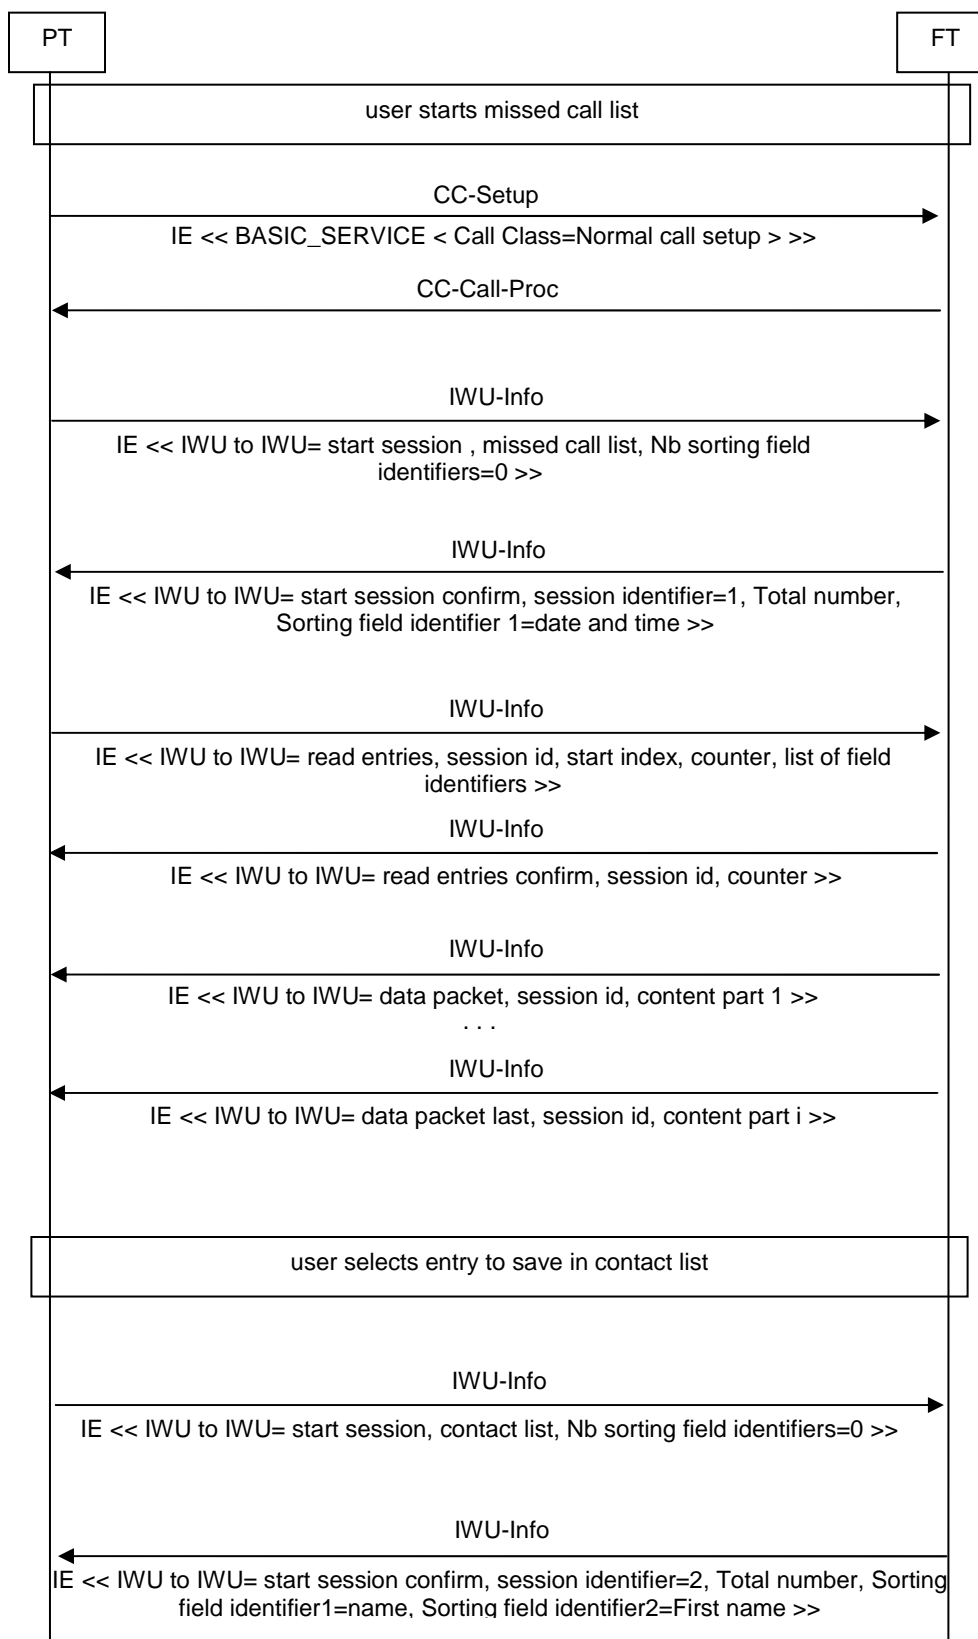 PT
FT
user starts missed call list
CC-Setup
IE << BASIC_SERVICE < Call Class=Normal call setup > >>
CC-Call-Proc
IWU-Info
IE << IWU to IWU= start session , missed call list, Nb sorting field
identifiers=0 >>
IWU-Info
IE << IWU to IWU= start session confirm, session identifier=1, Total number,
Sorting field identifier 1=date and time >>
IWU-Info
IE << IWU to IWU= read entries, session id, start index, counter, list of field
identifiers >>
IWU-Info
IE << IWU to IWU= read entries confirm, session id, counter >>
IWU-Info
IE << IWU to IWU= data packet, session id, content part 1 >>
. . .
IWU-Info
IE << IWU to IWU= data packet last, session id, content part i >>
user selects entry to save in contact list
IWU-Info
IE << IWU to IWU= start session, contact list, Nb sorting field identifiers=0 >>
IWU-Info
IE << IWU to IWU= start session confirm, session identifier=2, Total number, Sorting
field identifier1=name, Sorting field identifier2=First name >>